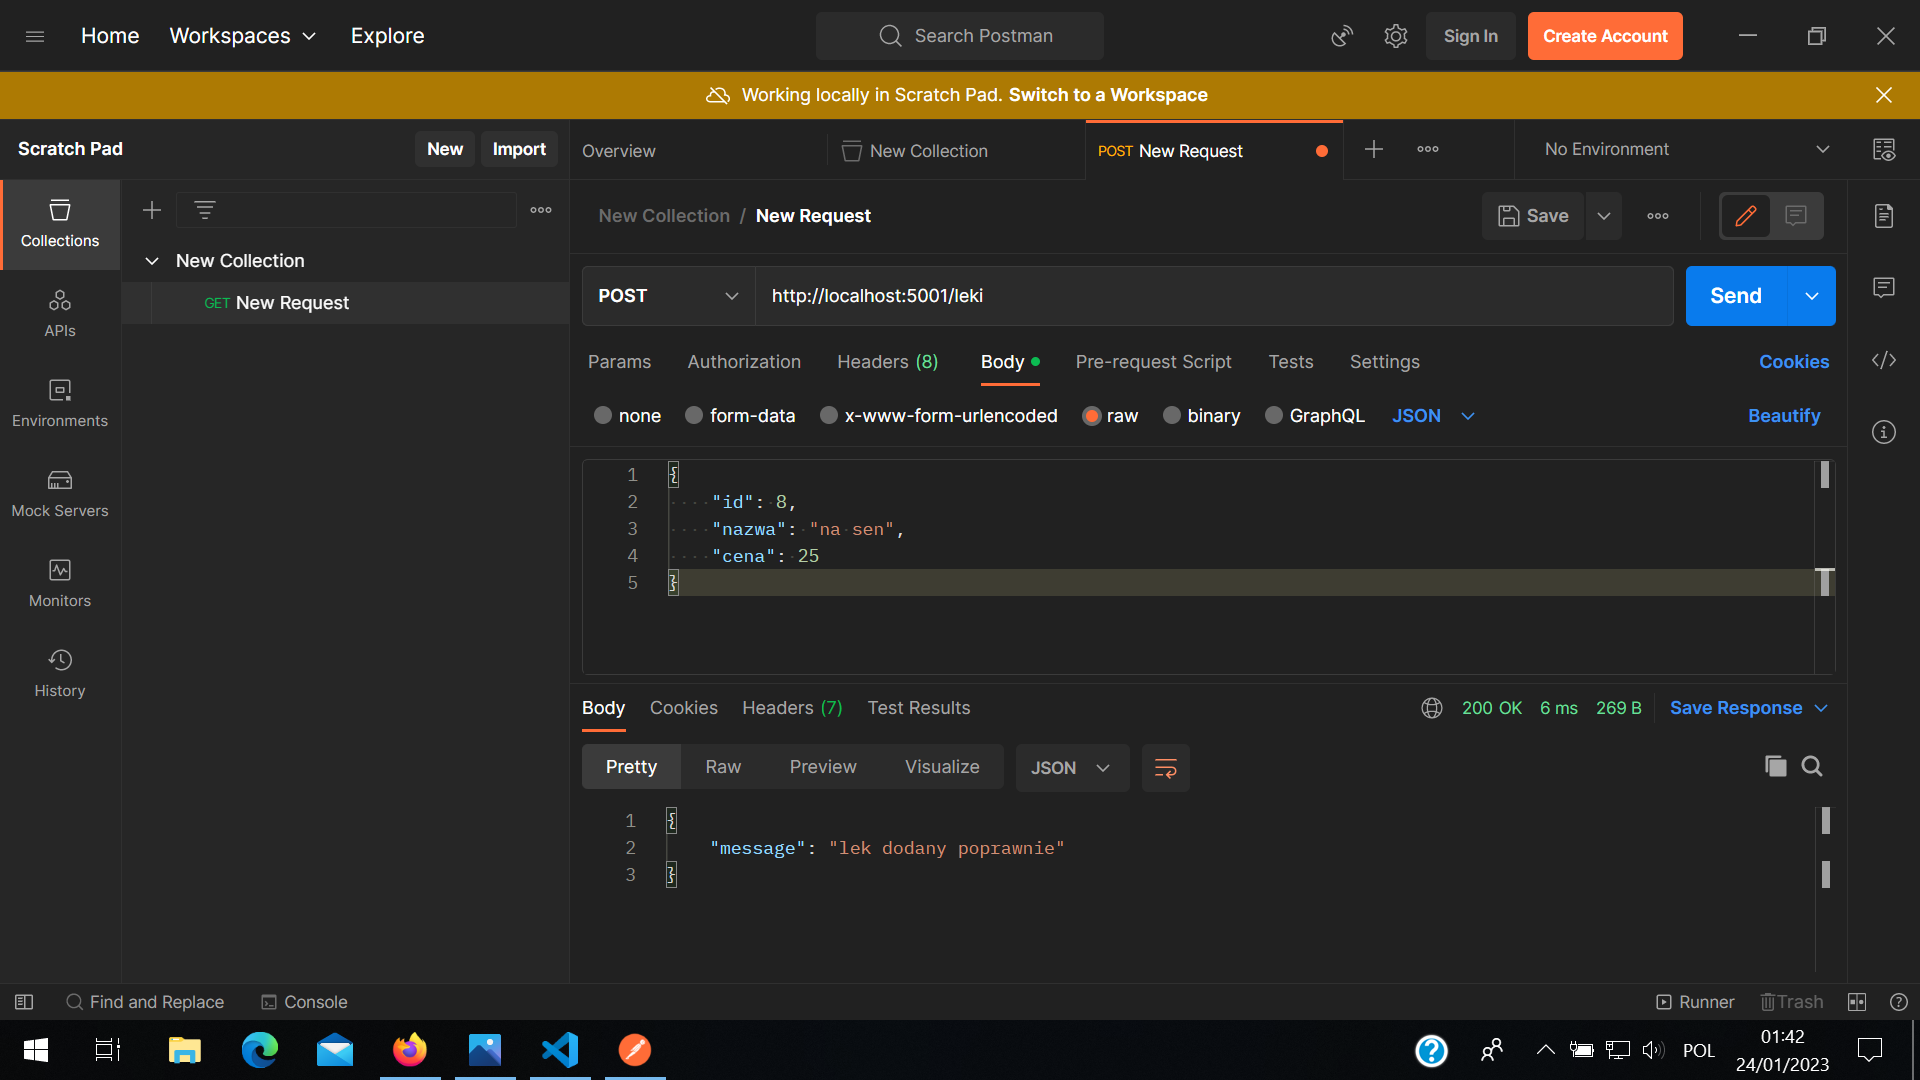 Home Workspaces Explore Search Postman Sign In Create Account
Working locally in Scratch Pad. Switch to a Workspace
Scratch Pad New Import Overview New Collection POST New Request No Environment
Collections
APIs
Environments
Mock Servers
Monitors
History
New Collection
GET New Request
New Collection / New Request Save
POST http://localhost:5001/leki Send
Params Authorization Headers (8) Body Pre-request Script Tests Settings Cookies
none form-data x-www-form-urlencoded raw binary GraphQL JSON Beautify
1 {
2 "id": 8,
3 "nazwa": "na sen",
4 "cena": 25
5 }
Body Cookies Headers (7) Test Results 200 OK 6 ms 269 B Save Response
Pretty Raw Preview Visualize JSON
1 {
2 "message": "lek dodany poprawnie"
3 }
Find and Replace Console Runner Trash
POL 01:42
24/01/2023